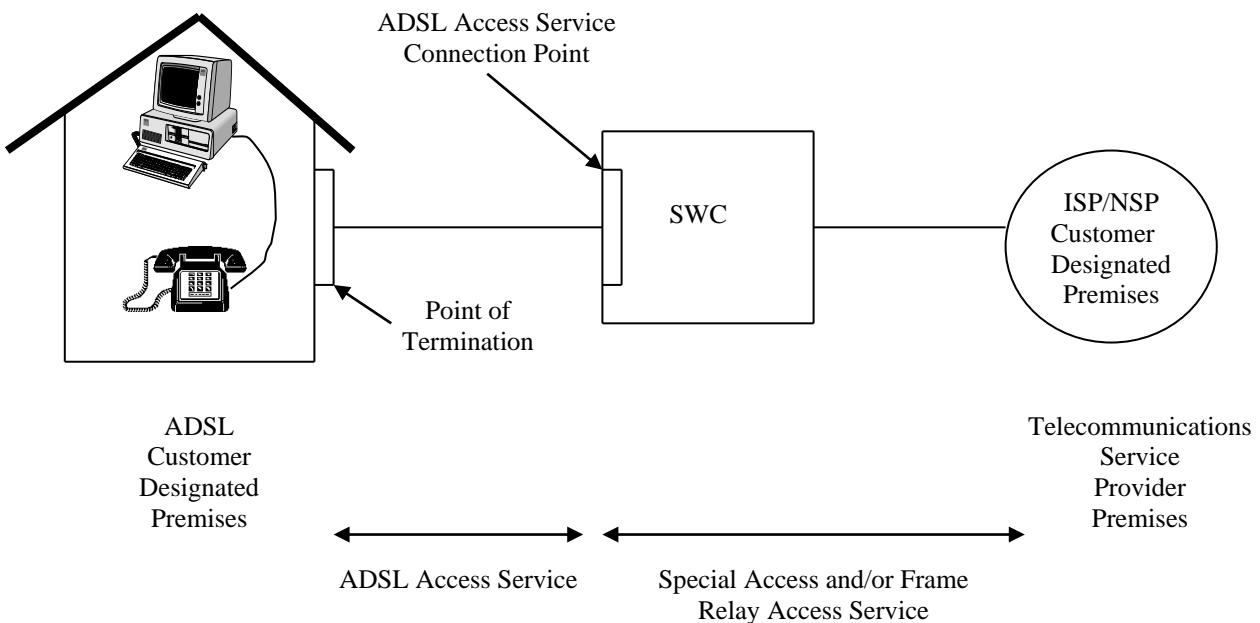 ADSL Access Service
Connection Point
SWC
ISP/NSP
Customer
Designated
Premises
Point of
Termination
ADSL
Customer
Designated
Premises
Telecommunications
Service
Provider
Premises
ADSL Access Service
Special Access and/or Frame
Relay Access Service